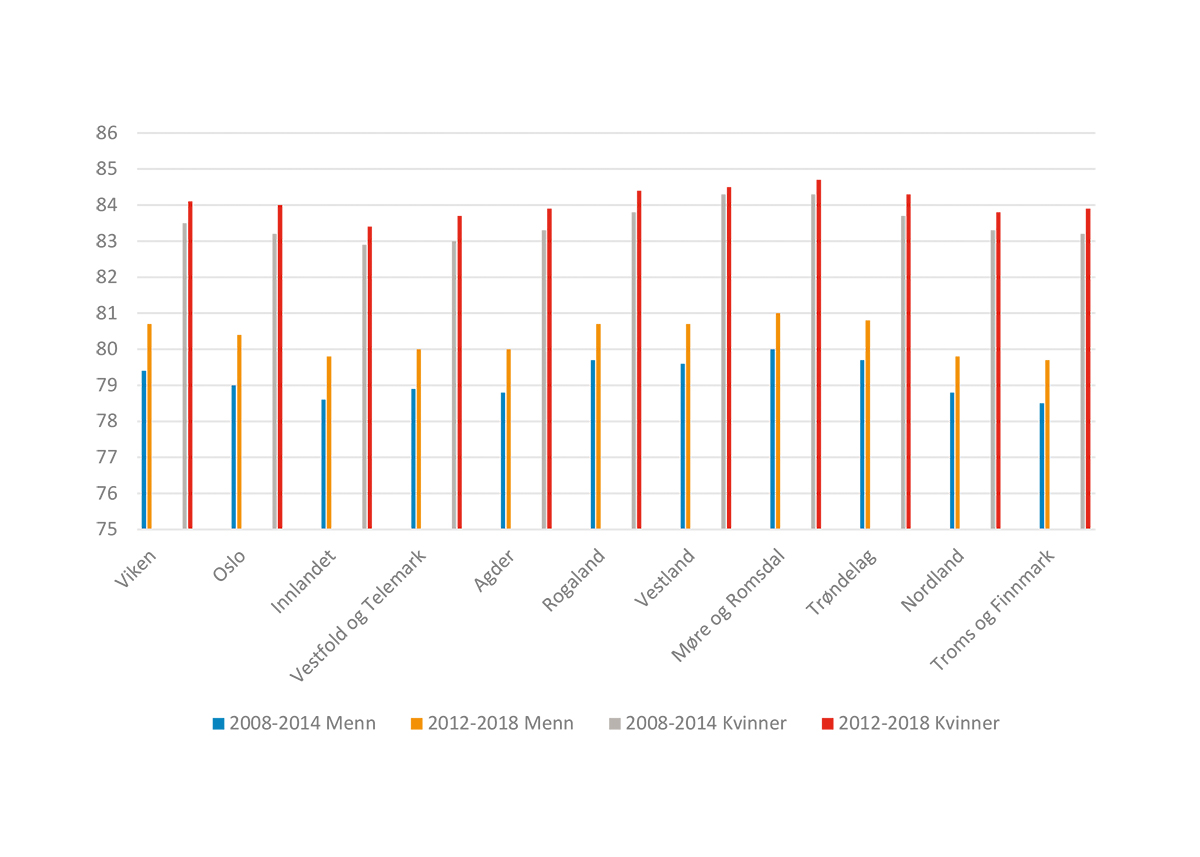 86
85
84
83
82
81
80
79
78
77
76
75
Viken
Oslo
Innlandet
Vestfold og Telemark
Agder
Rogaland
Vestland
Møre og Romsdal
Trøndelag
Nordland
Troms og Finnmark
2008-2014 Menn 2012-2018 Menn 2008-2014 Kvinner 2012-2018 Kvinner